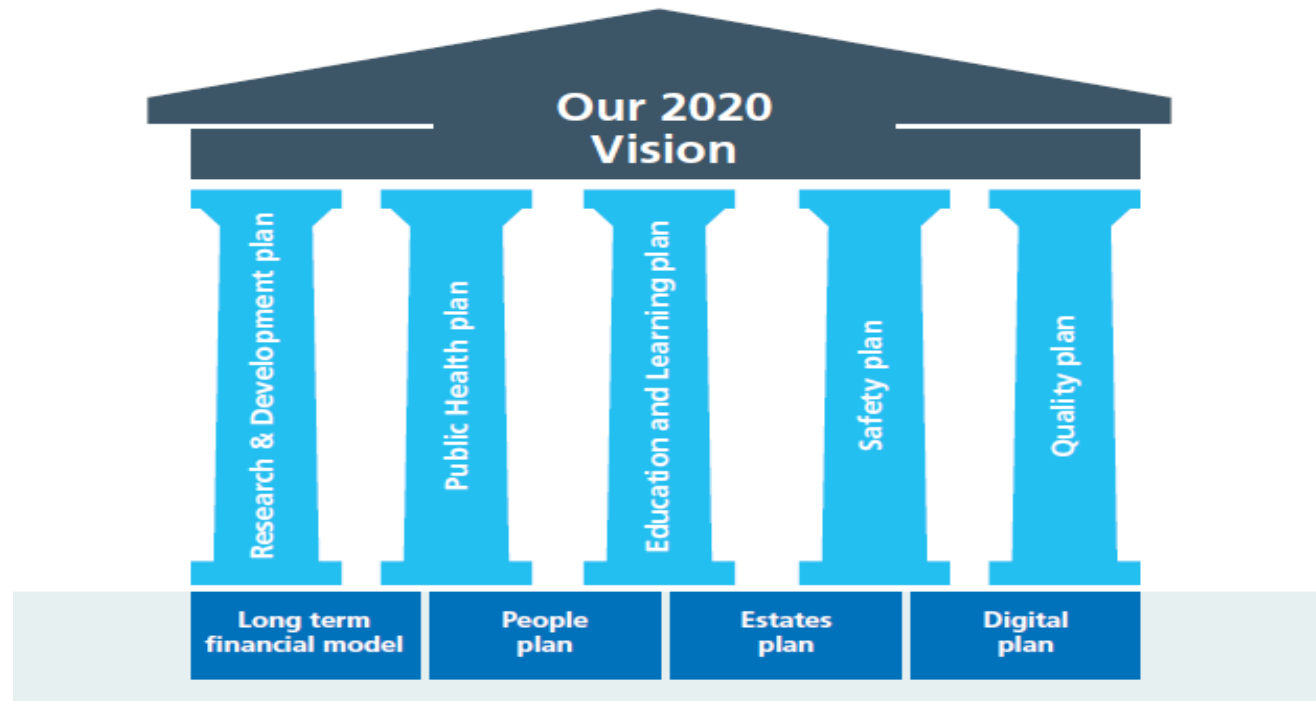 Our 2020
Vision
Research & Development plan
Public Health plan
Education and Learning plan
Safety plan
Quality plan
Long term
financial model
People
plan
Estates
plan
Digital
plan